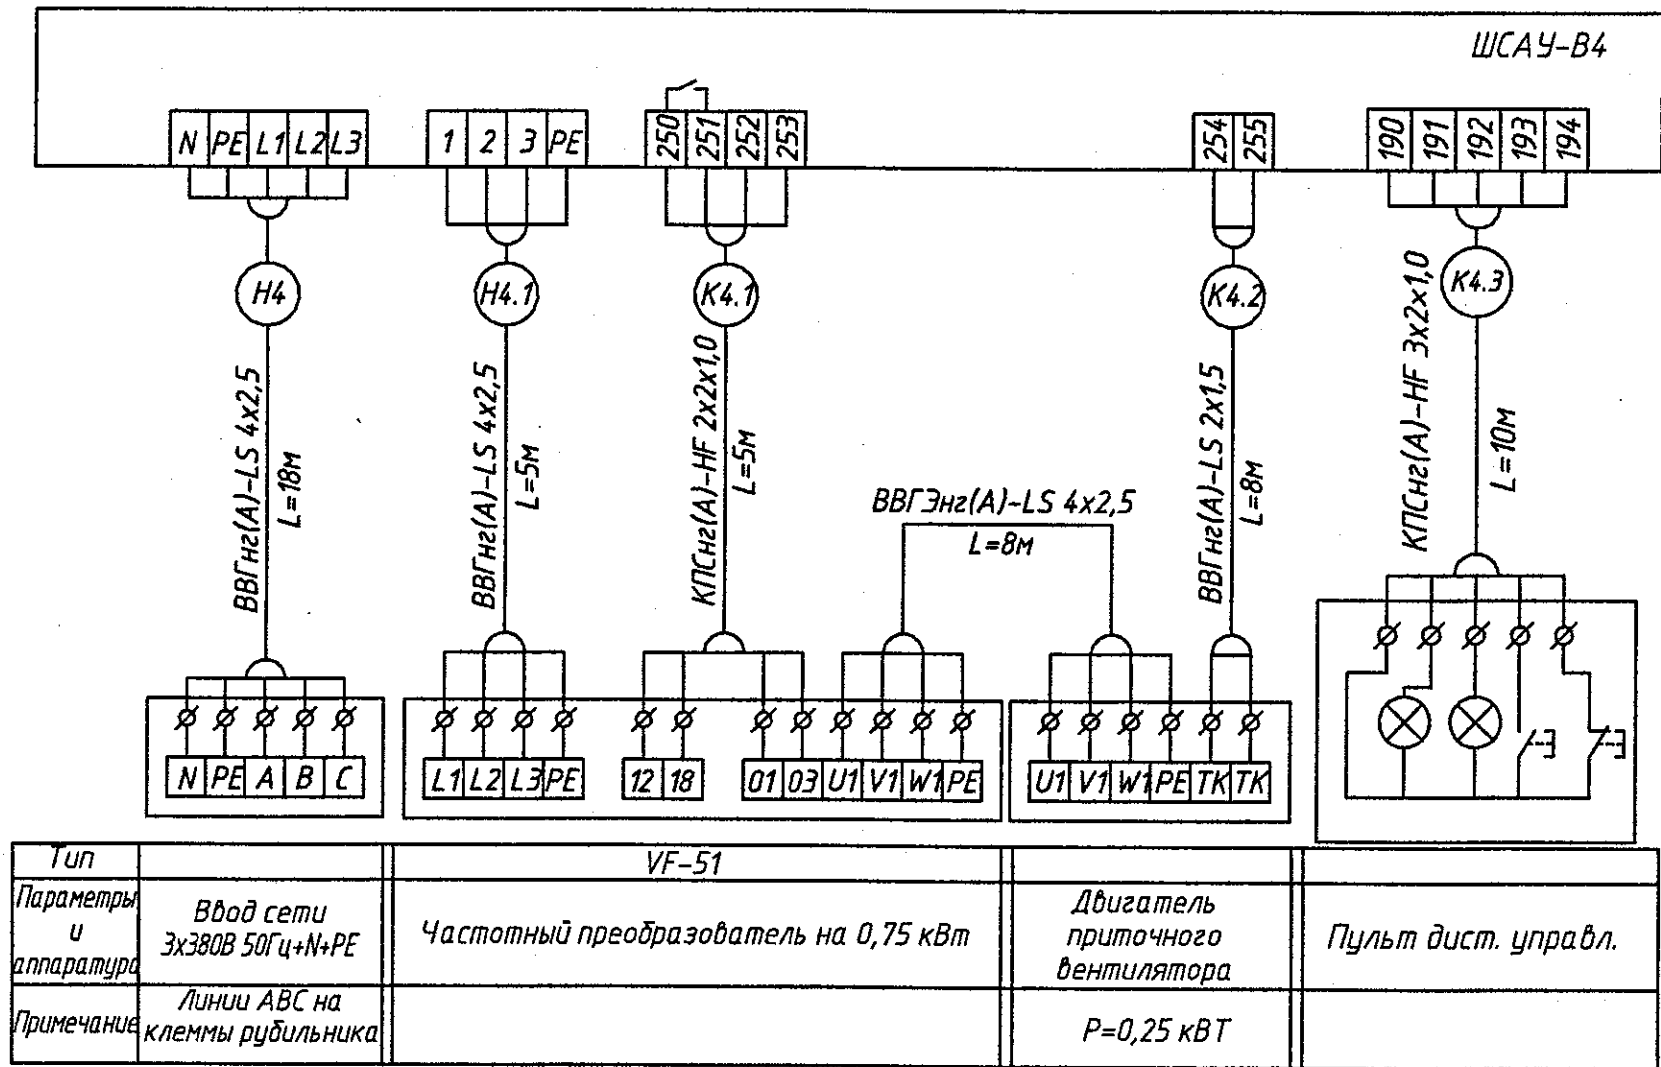 ШСАУ-В4
N PE L1 L2 L3
1 2 3 PE
250 251 252 253
254 255
190 191 192 193 194
Н4
Н4.1
К4.1
К4.2
К4.3
ВВГнг(А)-LS 4х2,5
L=18м
ВВГнг(А)-LS 4х2,5
L=5м
КПСнг(А)-HF 2х2х1,0
L=5м
ВВГЭнг(А)-LS 4х2,5
L=8м
ВВГнг(А)-LS 2х1,5
L=8м
КПСнг(А)-HF 3х2х1,0
L=10м
N PE A B C
L1 L2 L3 PE
12 18
01 03 U1 V1 W1 PE
U1 V1 W1 PE TK TK
Тип
VF-51
Параметры
и
аппаратура
Ввод сети
3х380В 50Гц+N+PE
Частотный преобразователь на 0,75 кВт
Двигатель
приточного
вентилятора
Пульт дист. управл.
Примечание
Линии АВС на
клеммы рубильника
Р=0,25 кВТ